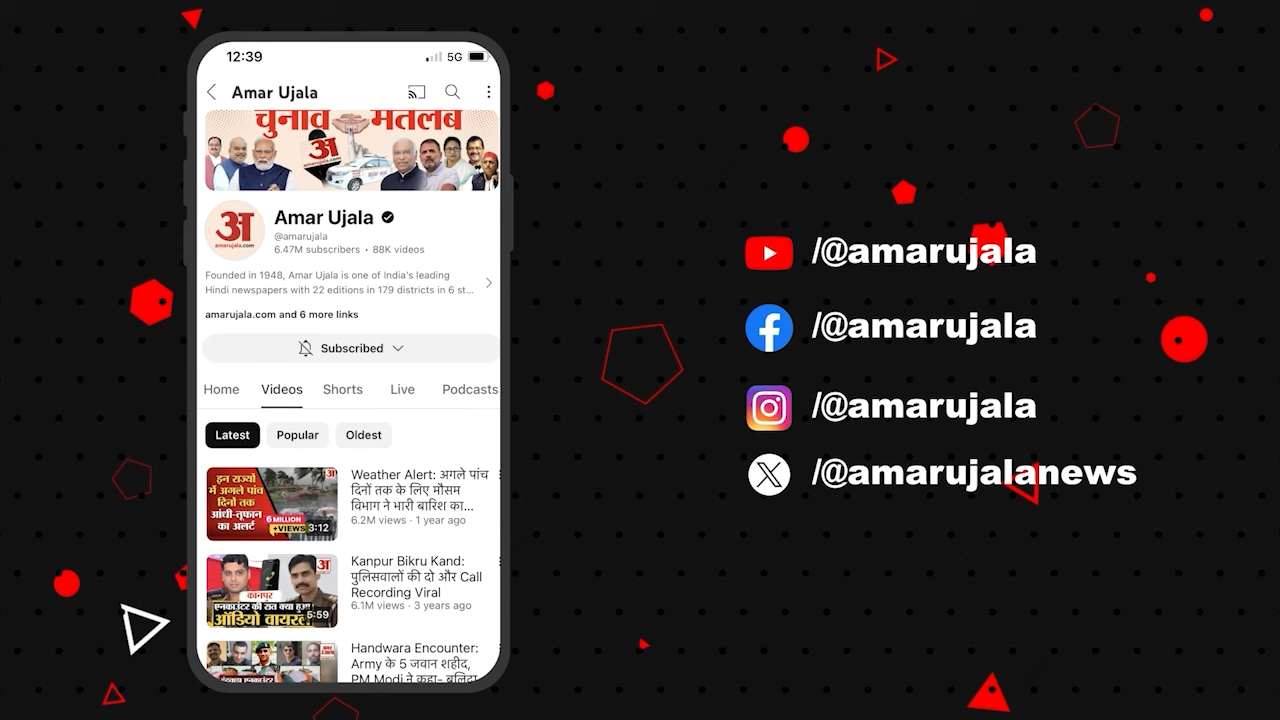 12:39
5G
Amar Ujala
चुनाव मतलब
अ
amarujala.com
अ
amarujala.com
Amar Ujala
@amarujala
6.47M subscribers • 88K videos
Founded in 1948, Amar Ujala is one of India's leading
Hindi newspapers with 22 editions in 179 districts in 6 st...
amarujala.com and 6 more links
Subscribed
Home Videos Shorts Live Podcasts
Latest Popular Oldest
हन राज्यों
में अगले पांच
दिनों तक
आंधी-तूफान
का अलर्ट
6 MILLION
+VIEWS
3:12
अ
Weather Alert: अगले पांच
दिनों तक के लिए मौसम
विभाग ने भारी बारिश का...
6.2M views · 1 year ago
अ
कानपुर
एनकाउंटर की रात क्या हुआ
ऑडियो वायरल
5:59
Kanpur Bikru Kand:
पुलिसवालों की दो और Call
Recording Viral
6.1M views · 3 years ago
Handwara Encounter:
Army के 5 जवान शहीद,
PM Modi ने कहा-
/@amarujala
/@amarujala
/@amarujala
/@amarujalanews